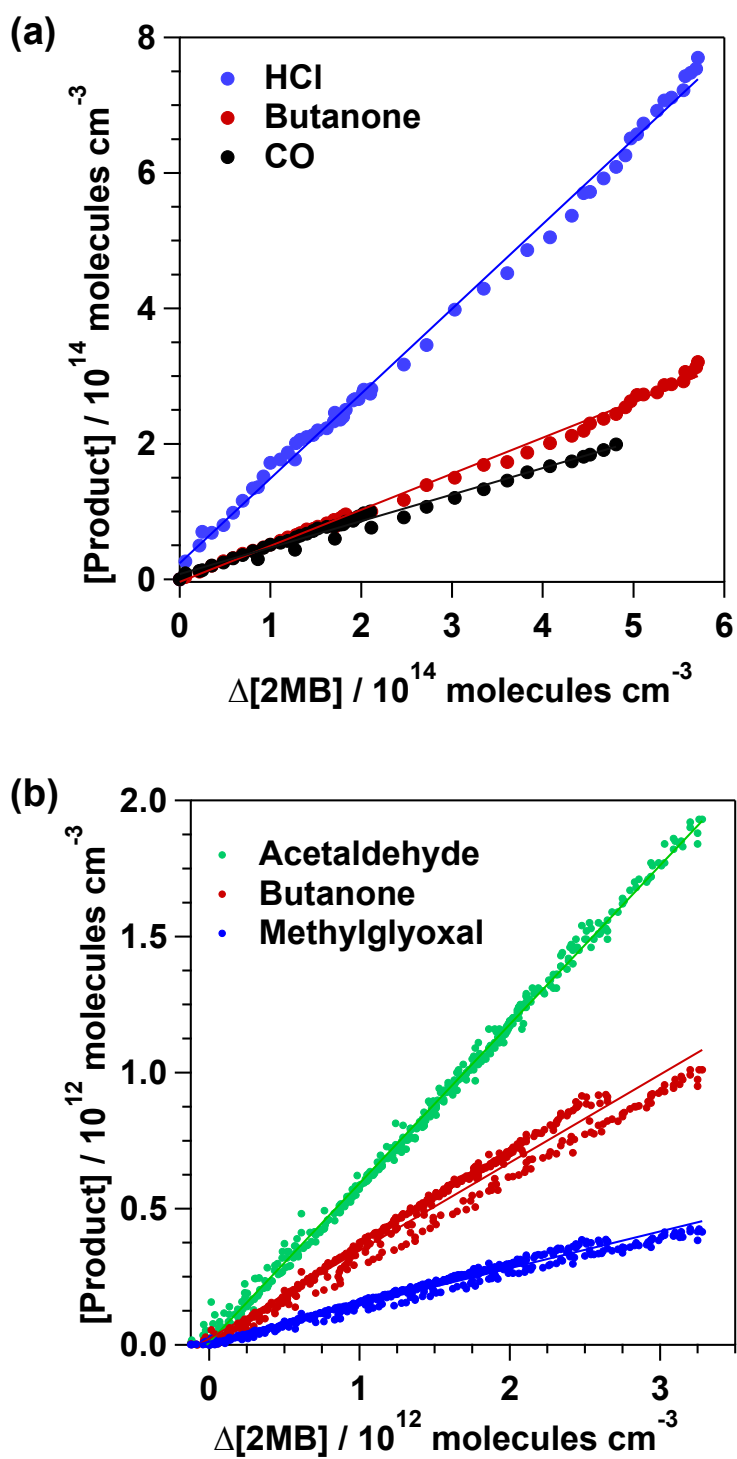 (a)
8
6
4
2
0
HCl
Butanone
CO
[Product] / 10^14 molecules cm^-3
0 1 2 3 4 5 6
Δ[2MB] / 10^14 molecules cm^-3
(b)
2.0
1.5
1.0
0.5
0.0
Acetaldehyde
Butanone
Methylglyoxal
[Product] / 10^12 molecules cm^-3
0 1 2 3
Δ[2MB] / 10^12 molecules cm^-3